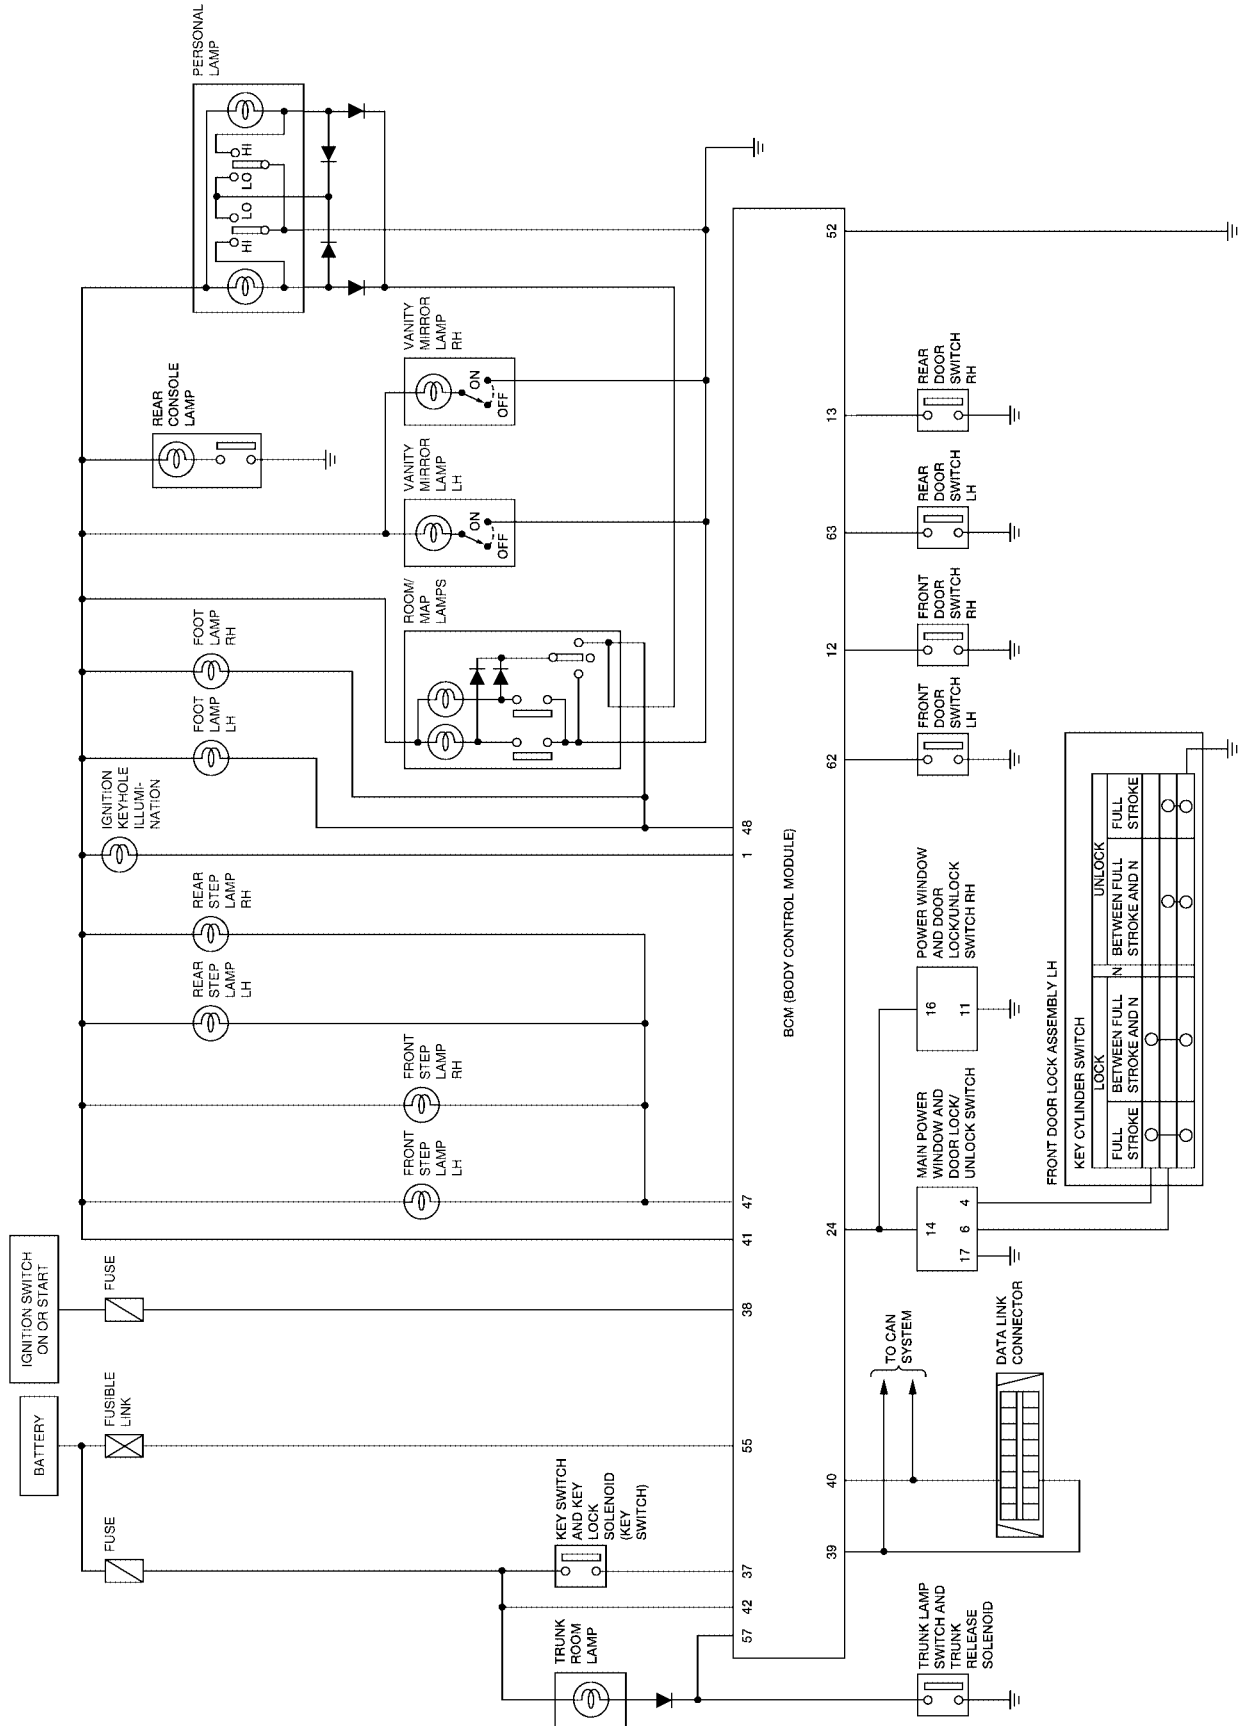 BATTERY
IGNITION SWITCH
ON OR START
FUSE
FUSIBLE
LINK
FUSE
TRUNK
ROOM
LAMP
KEY SWITCH
AND KEY
LOCK
SOLENOID
(KEY
SWITCH)
FRONT
STEP
LAMP
LH
FRONT
STEP
LAMP
RH
REAR
STEP
LAMP
LH
REAR
STEP
LAMP
RH
IGNITION
KEYHOLE
ILLUMI-
NATION
FOOT
LAMP
LH
FOOT
LAMP
RH
ROOM/
MAP
LAMPS
VANITY
MIRROR
LAMP
LH
ON
OFF
VANITY
MIRROR
LAMP
RH
ON
OFF
REAR
CONSOLE
LAMP
PERSONAL
LAMP
HI
LO
LO
HI
57
42
37
55
38
41
47
1
48
BCM (BODY CONTROL MODULE)
39
40
24
62
12
63
13
52
TRUNK LAMP
SWITCH AND
TRUNK
RELEASE
SOLENOID
TO CAN
SYSTEM
DATA LINK
CONNECTOR
MAIN POWER
WINDOW AND
DOOR LOCK/
UNLOCK SWITCH
14
17
6
4
POWER WINDOW
AND DOOR
LOCK/UNLOCK
SWITCH RH
16
11
FRONT
DOOR
SWITCH
LH
FRONT
DOOR
SWITCH
RH
REAR
DOOR
SWITCH
LH
REAR
DOOR
SWITCH
RH
FRONT DOOR LOCK ASSEMBLY LH
KEY CYLINDER SWITCH
LOCK
N
UNLOCK
FULL
STROKE
BETWEEN FULL
STROKE AND N
BETWEEN FULL
STROKE AND N
FULL
STROKE